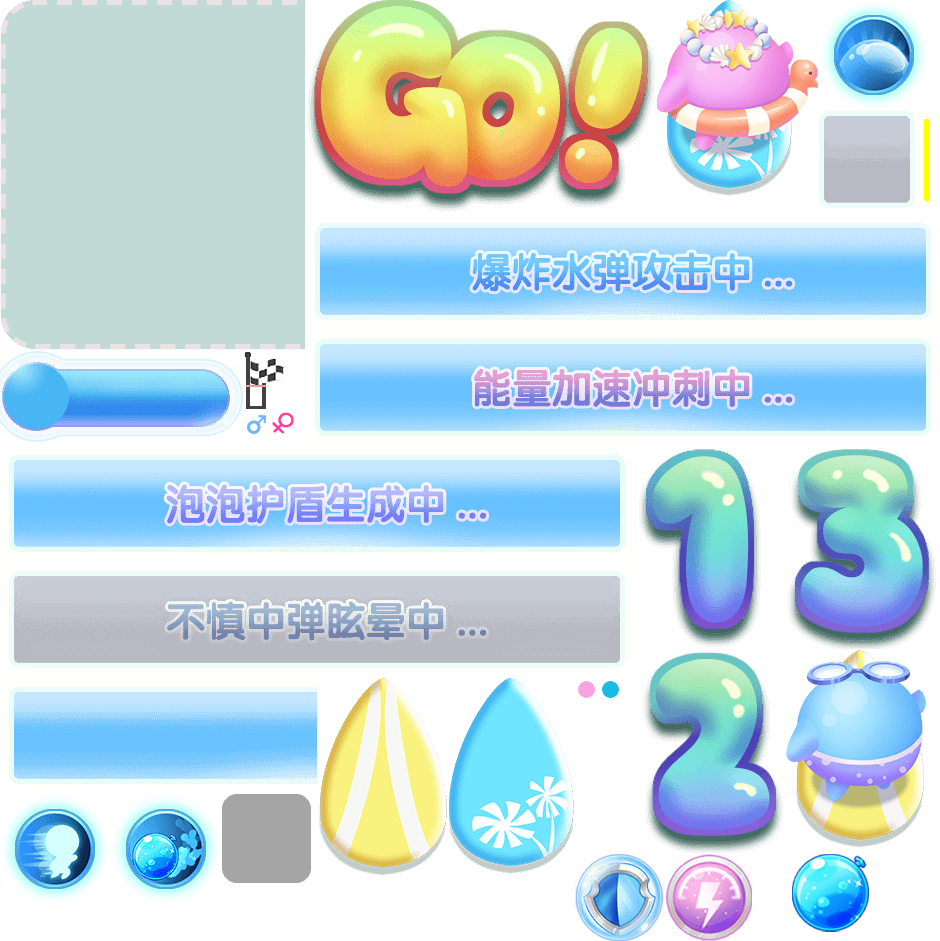 GO!
爆炸水弹攻击中 ...
能量加速冲刺中 ...
泡泡护盾生成中 ...
1 3
不慎中弹眩晕中 ...
2